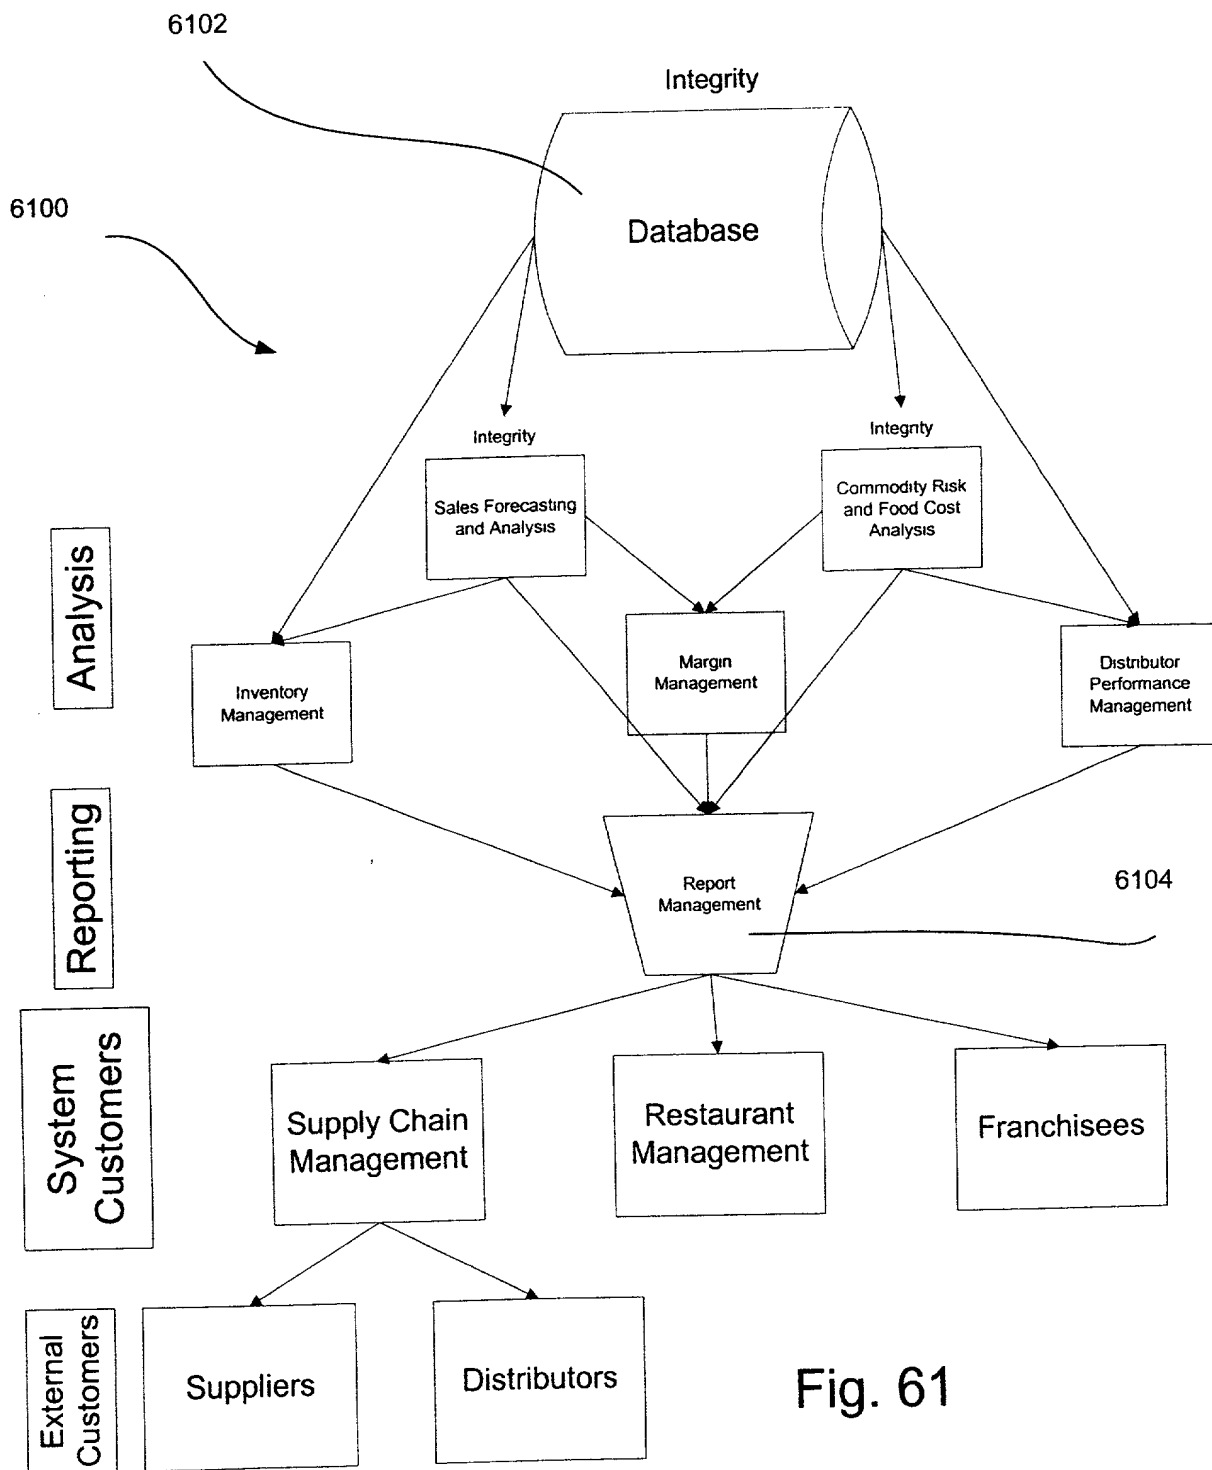 6102
Integrity
6100
Database
Integrity
Integrity
Sales Forecasting
and Analysis
Commodity Risk
and Food Cost
Analysis
Analysis
Inventory
Management
Margin
Management
Distributor
Performance
Management
Reporting
Report
Management
6104
System
Customers
Supply Chain
Management
Restaurant
Management
Franchisees
External
Customers
Suppliers
Distributors
Fig. 61